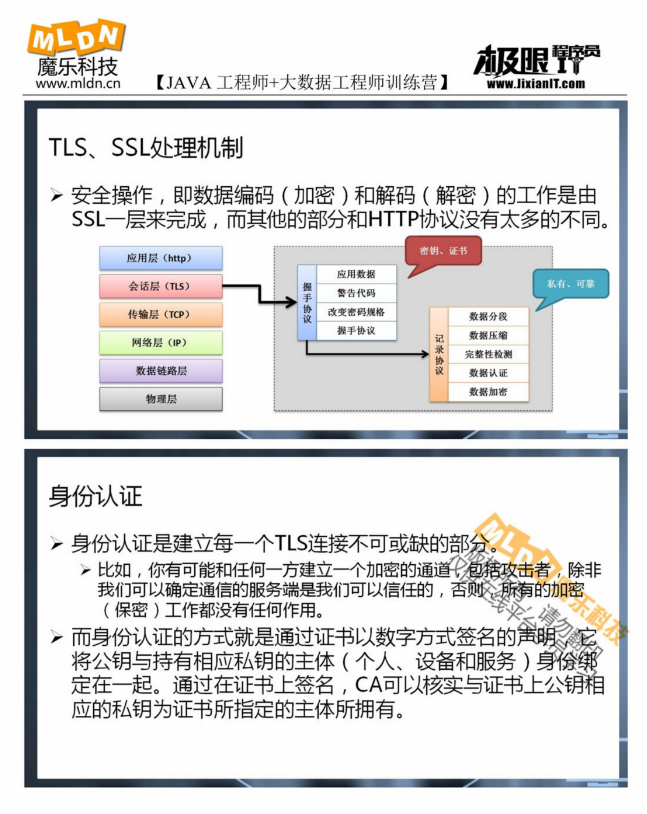 MLDN
魔乐科技
www.mldn.cn
【JAVA 工程师+大数据工程师训练营】
极限IT程序员
www.JixianIT.com
TLS、SSL处理机制
➢ 安全操作，即数据编码（加密）和解码（解密）的工作是由
SSL一层来完成，而其他的部分和HTTP协议没有太多的不同。
应用层（http）
会话层（TLS）
传输层（TCP）
网络层（IP）
数据链路层
物理层
握手协议
应用数据
警告代码
改变密码规格
握手协议
密钥、证书
私有、可靠
记录协议
数据分段
数据压缩
完整性检测
数据认证
数据加密
身份认证
➢ 身份认证是建立每一个TLS连接不可或缺的部分。
➢ 比如，你有可能和任何一方建立一个加密的通道，包括攻击者，除非
我们可以确定通信的服务端是我们可以信任的，否则，所有的加密
（保密）工作都没有任何作用。
➢ 而身份认证的方式就是通过证书以数字方式签名的声明，它
将公钥与持有相应私钥的主体（个人、设备和服务）身份绑
定在一起。通过在证书上签名，CA可以核实与证书上公钥相
应的私钥为证书所指定的主体所拥有。
MLDN魔乐科技